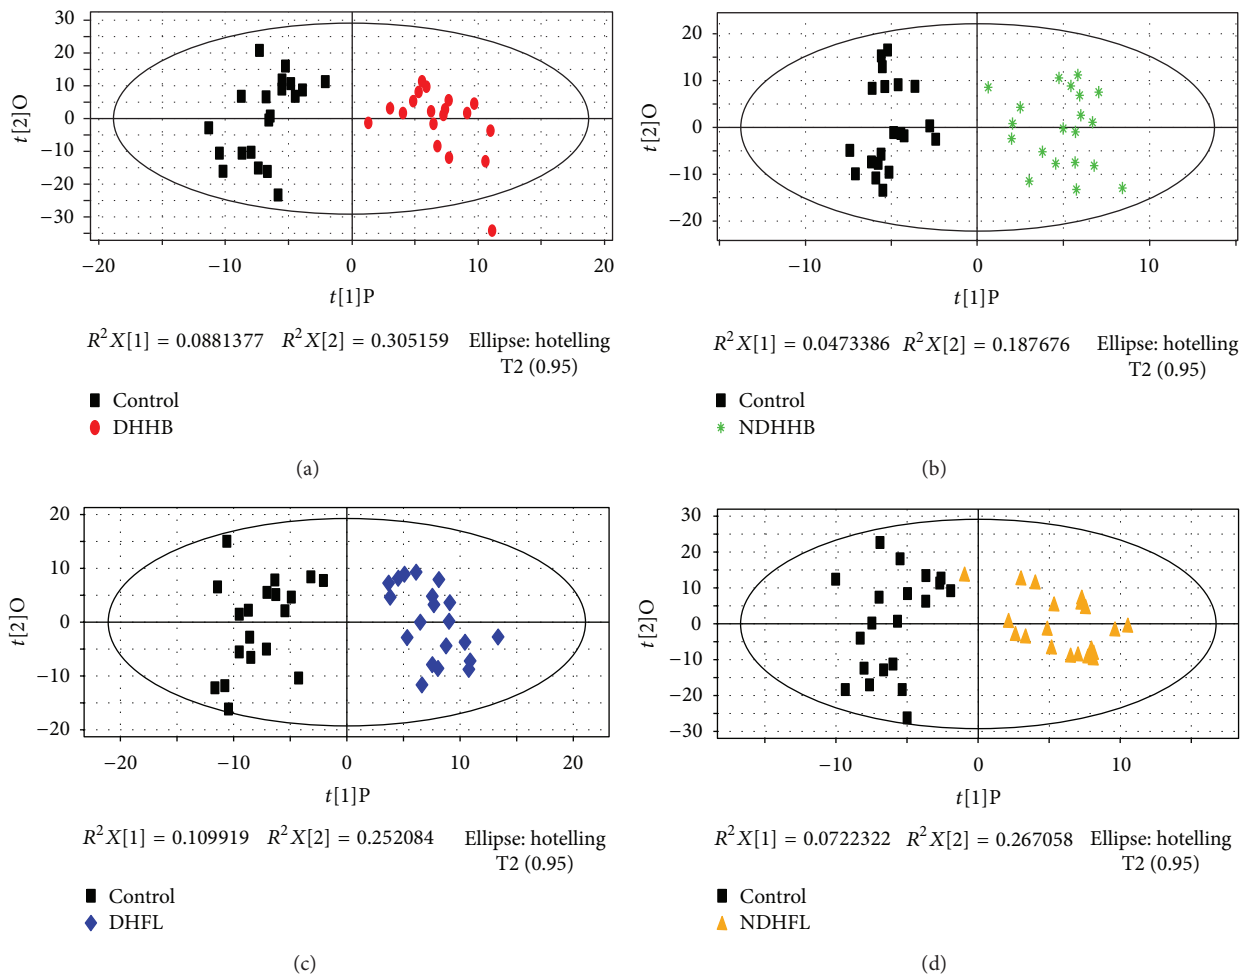 30
20
10
0
−10
−20
−30
t[2]O
−20
−10
0
10
20
t[1]P
R²X[1] = 0.0881377 R²X[2] = 0.305159 Ellipse: hotelling
T2 (0.95)
Control
DHHB
(a)
20
10
0
−10
−20
t[2]O
−10
0
10
t[1]P
R²X[1] = 0.0473386 R²X[2] = 0.187676 Ellipse: hotelling
T2 (0.95)
Control
NDHHB
(b)
20
10
0
−10
−20
t[2]O
−20
−10
0
10
20
t[1]P
R²X[1] = 0.109919 R²X[2] = 0.252084 Ellipse: hotelling
T2 (0.95)
Control
DHFL
(c)
30
20
10
0
−10
−20
−30
t[2]O
−10
0
10
t[1]P
R²X[1] = 0.0722322 R²X[2] = 0.267058 Ellipse: hotelling
T2 (0.95)
Control
NDHFL
(d)